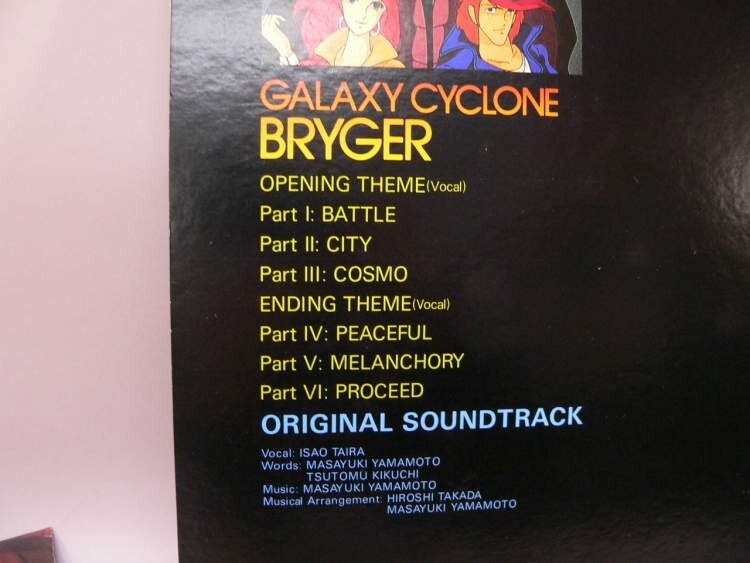 GALAXY CYCLONE
BRYGER
OPENING THEME(Vocal)
Part I: BATTLE
Part II: CITY
Part III: COSMO
ENDING THEME(Vocal)
Part IV: PEACEFUL
Part V: MELANCHORY
Part VI: PROCEED
ORIGINAL SOUNDTRACK
Vocal: ISAO TAIRA
Words: MASAYUKI YAMAMOTO
TSUTOMU KIKUCHI
Music: MASAYUKI YAMAMOTO
Musical Arrangement: HIROSHI TAKADA
MASAYUKI YAMAMOTO